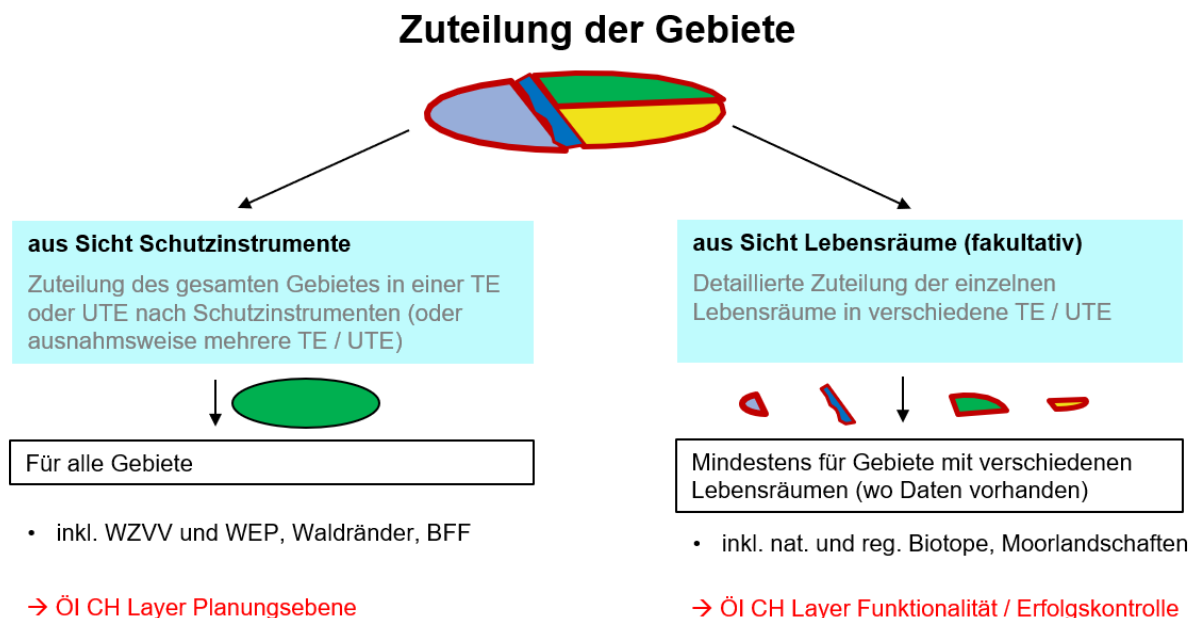 Zuteilung der Gebiete
aus Sicht Schutzinstrumente
Zuteilung des gesamten Gebietes in einer TE
oder UTE nach Schutzinstrumenten (oder
ausnahmsweise mehrere TE / UTE)
Für alle Gebiete
• inkl. WZVV und WEP, Waldränder, BFF
→ ÖI CH Layer Planungsebene
aus Sicht Lebensräume (fakultativ)
Detaillierte Zuteilung der einzelnen
Lebensräume in verschiedene TE / UTE
Mindestens für Gebiete mit verschiedenen
Lebensräumen (wo Daten vorhanden)
• inkl. nat. und reg. Biotope, Moorlandschaften
→ ÖI CH Layer Funktionalität / Erfolgskontrolle